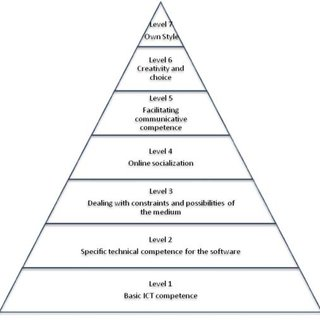 Level 7
Own Style
Level 6
Creativity and
choice
Level 5
Facilitating
communicative
competence
Level 4
Online socialization
Level 3
Dealing with constraints and possibilities of
the medium
Level 2
Specific technical competence for the software
Level 1
Basic ICT competence